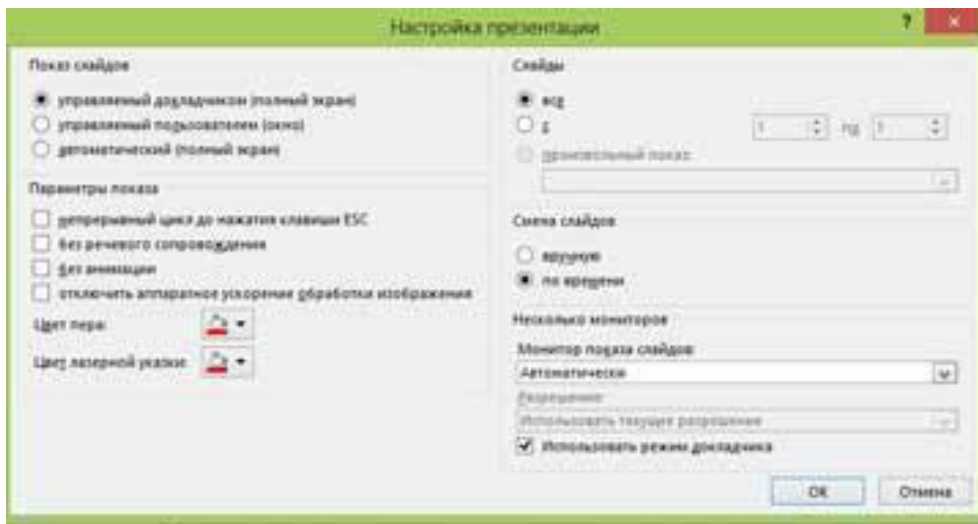 Настройка презентации
Показ слайдов
управляемый докладчиком (полный экран)
управляемый пользователем (окно)
автоматический (полный экран)
Параметры показа
непрерывный цикл до нажатия клавиши ESC
без речевого сопровождения
без анимации
отключить аппаратное ускорение обработки изображения
Цвет пера:
Цвет лазерной указки:
Слайды
все
с 1 по
произвольный показ:
Смена слайдов
вручную
по времени
Несколько мониторов
Монитор показа слайдов:
Автоматически
Разрешение:
Использовать текущее разрешение
Использовать режим докладчика
ОК Отмена